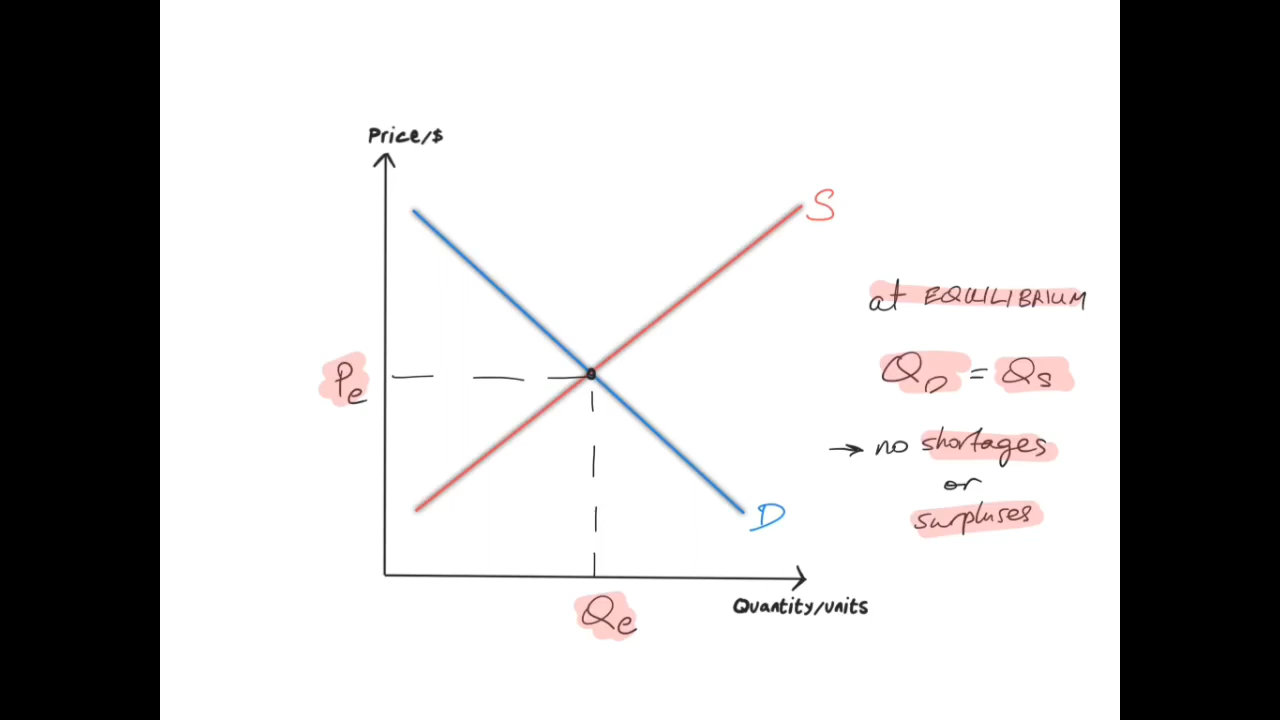 Price/$
S
at EQUILIBRIUM
Pe
QD = QS
→ no shortages
or
surpluses
D
Quantity/units
Qe